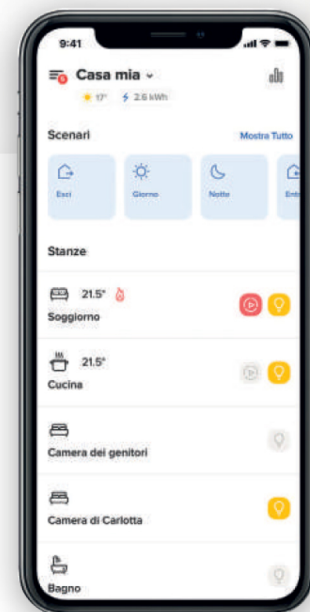 9:41
6 Casa mia
17° 2.6 kWh
Scenari Mostra Tutto
Esci Giorno Notte
Stanze
21.5°
Soggiorno
21.5°
Cucina
Camera dei genitori
Camera di Carlotta
Bagno